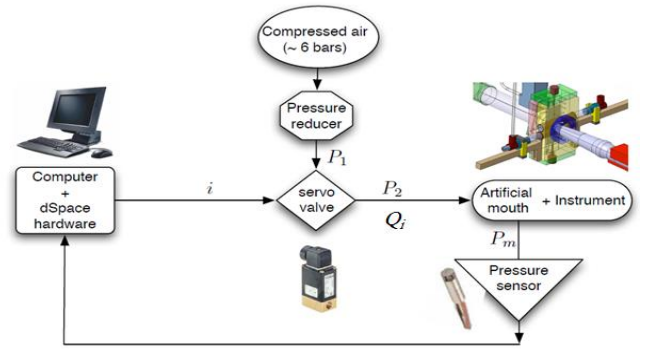 Compressed air
(~ 6 bars)
Pressure
reducer
P1
Computer
+
dSpace
hardware
i
servo
valve
P2
Qi
Artificial
mouth + Instrument
Pm
Pressure
sensor